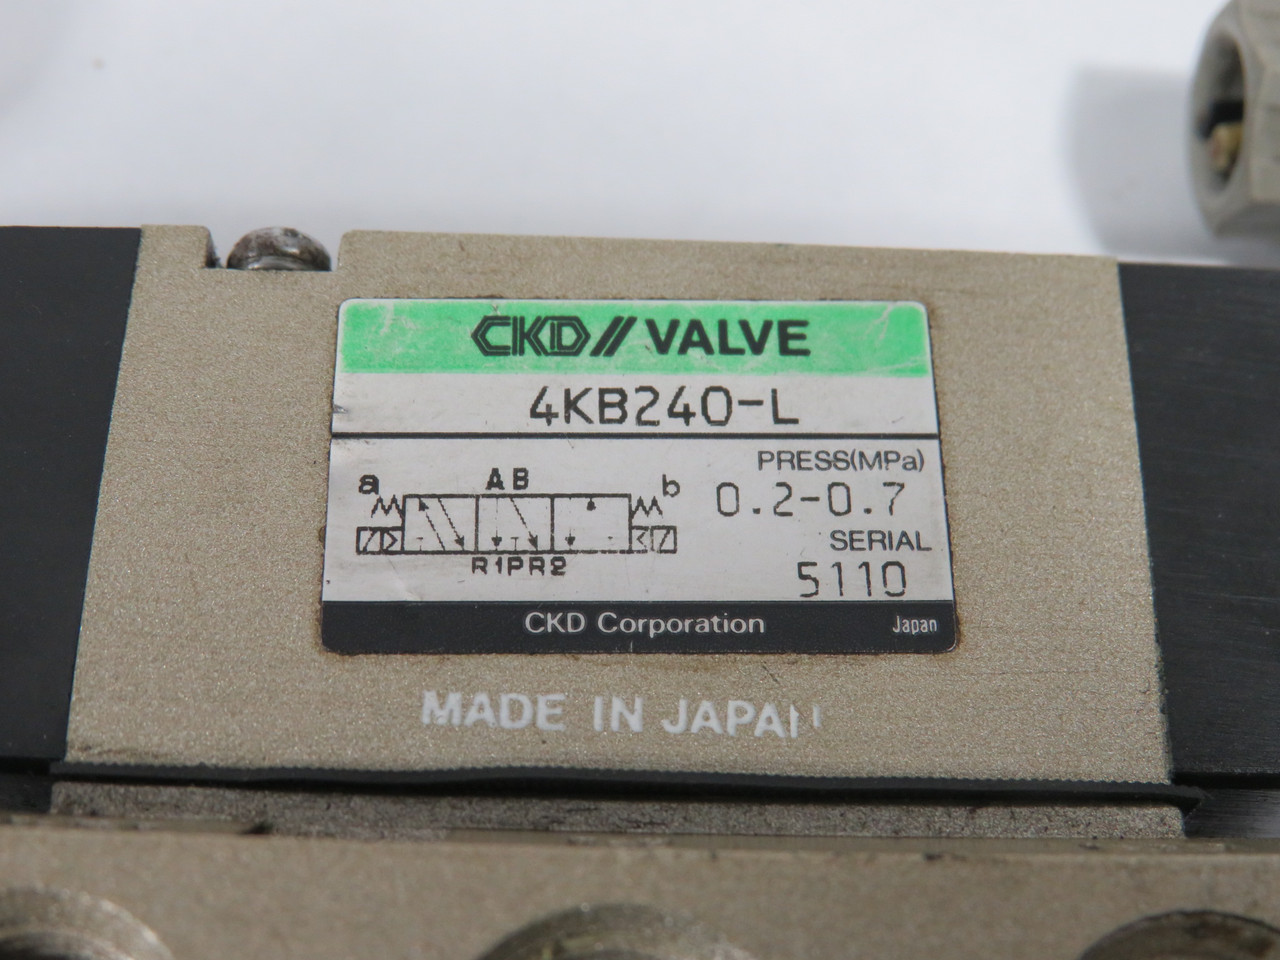 CKD// VALVE
4KB240-L
PRESS(MPa)
a AB b
0.2-0.7
R1PR2
SERIAL
5110
CKD Corporation Japan
MADE IN JAPAN